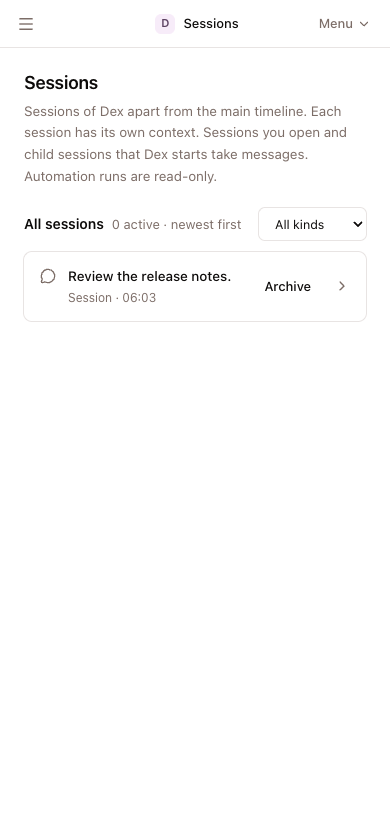 D Sessions Menu
Sessions
Sessions of Dex apart from the main timeline. Each
session has its own context. Sessions you open and
child sessions that Dex starts take messages.
Automation runs are read-only.
All sessions 0 active · newest first All kinds
Review the release notes.
Session · 06:03
Archive